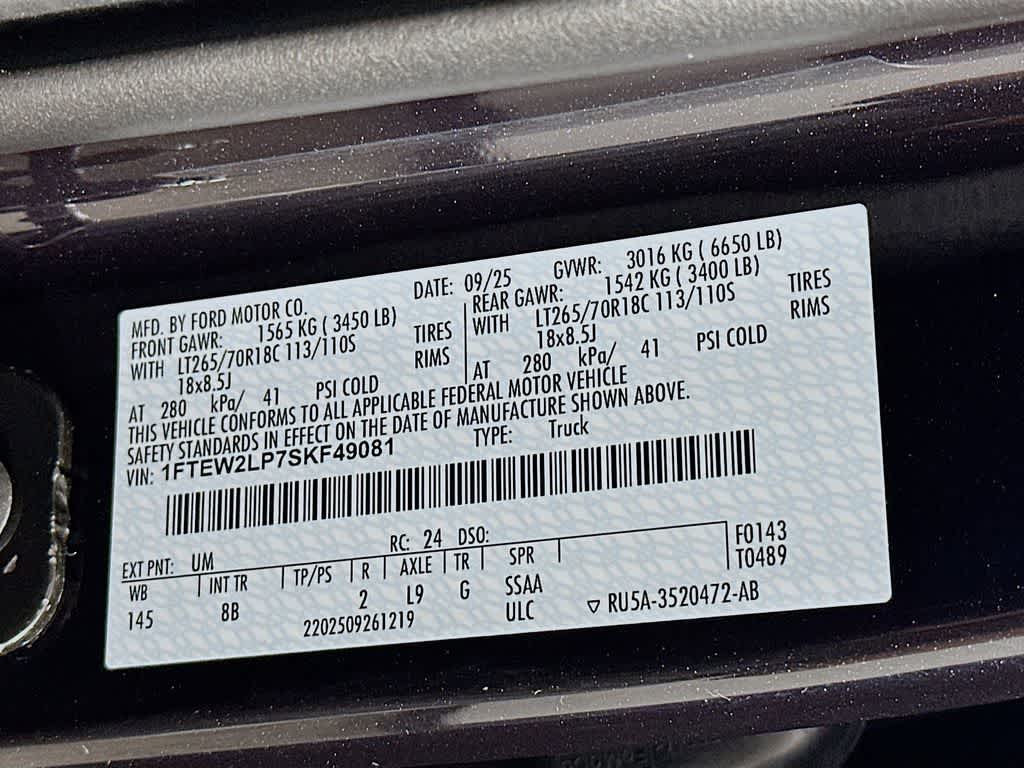 MFD. BY FORD MOTOR CO. DATE: 09/25 GVWR: 3016 KG ( 6650 LB)
FRONT GAWR: 1565 KG ( 3450 LB) REAR GAWR: 1542 KG ( 3400 LB)
WITH LT265/70R18C 113/110S TIRES WITH LT265/70R18C 113/110S TIRES
18x8.5J RIMS 18x8.5J RIMS
AT 280 kPa/ 41 PSI COLD AT 280 kPa/ 41 PSI COLD
THIS VEHICLE CONFORMS TO ALL APPLICABLE FEDERAL MOTOR VEHICLE
SAFETY STANDARDS IN EFFECT ON THE DATE OF MANUFACTURE SHOWN ABOVE.
VIN: 1FTEW2LP7SKF49081 TYPE: Truck
EXT PNT: UM RC: 24 DSO: F0143
WB INT TR TP/PS R AXLE TR SPR T0489
145 8B 2 L9 G SSAA
2202509261219 ULC ▽ RU5A-3520472-AB